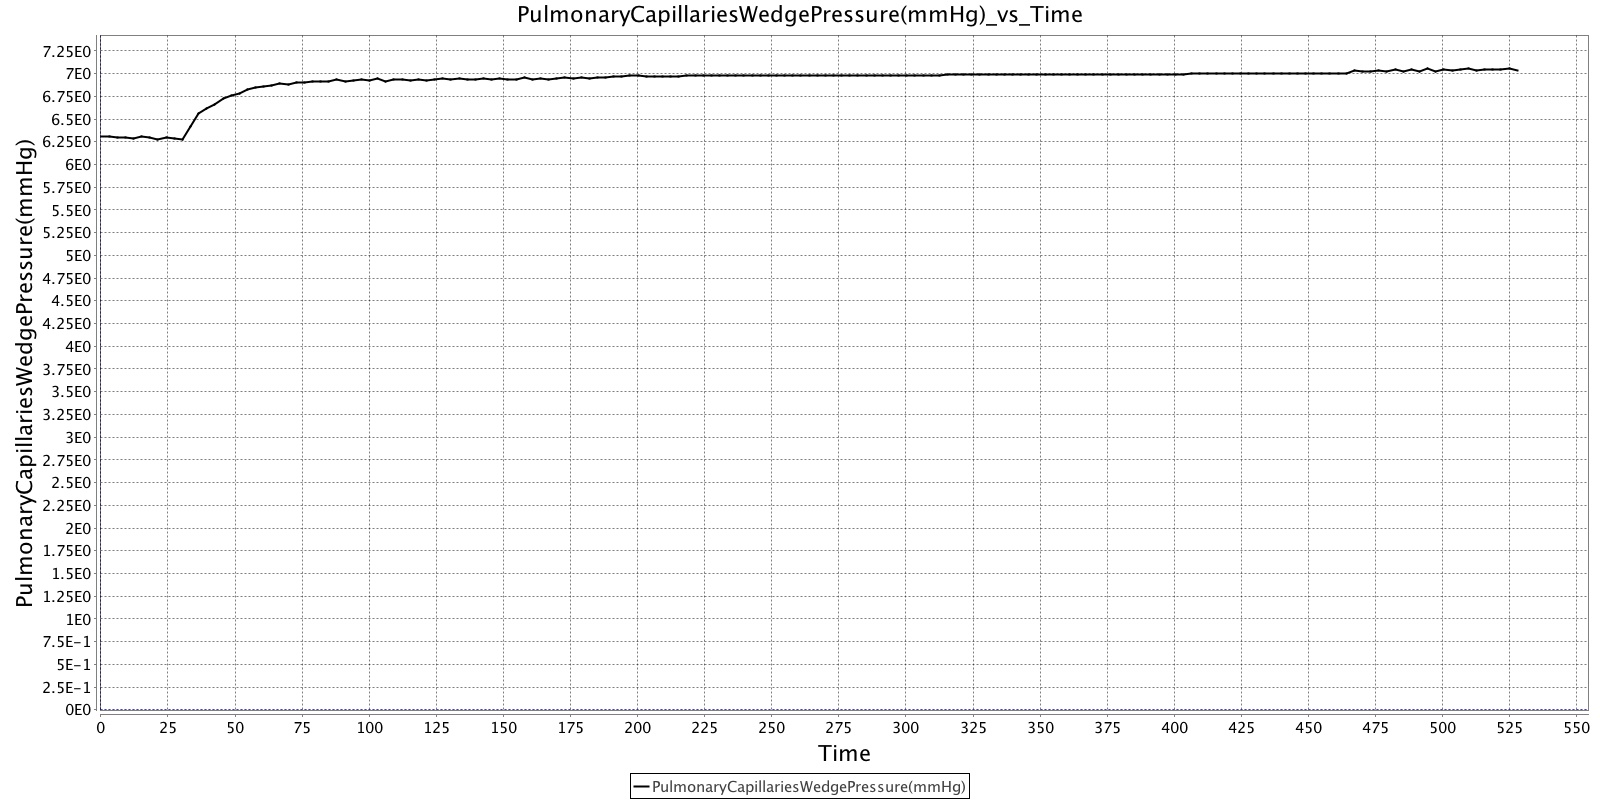 PulmonaryCapillariesWedgePressure(mmHg)_vs_Time
PulmonaryCapillariesWedgePressure(mmHg)
7.25E0
7E0
6.75E0
6.5E0
6.25E0
6E0
5.75E0
5.5E0
5.25E0
5E0
4.75E0
4.5E0
4.25E0
4E0
3.75E0
3.5E0
3.25E0
3E0
2.75E0
2.5E0
2.25E0
2E0
1.75E0
1.5E0
1.25E0
1E0
7.5E-1
5E-1
2.5E-1
0E0
0 25 50 75 100 125 150 175 200 225 250 275 300 325 350 375 400 425 450 475 500 525 550
Time
PulmonaryCapillariesWedgePressure(mmHg)